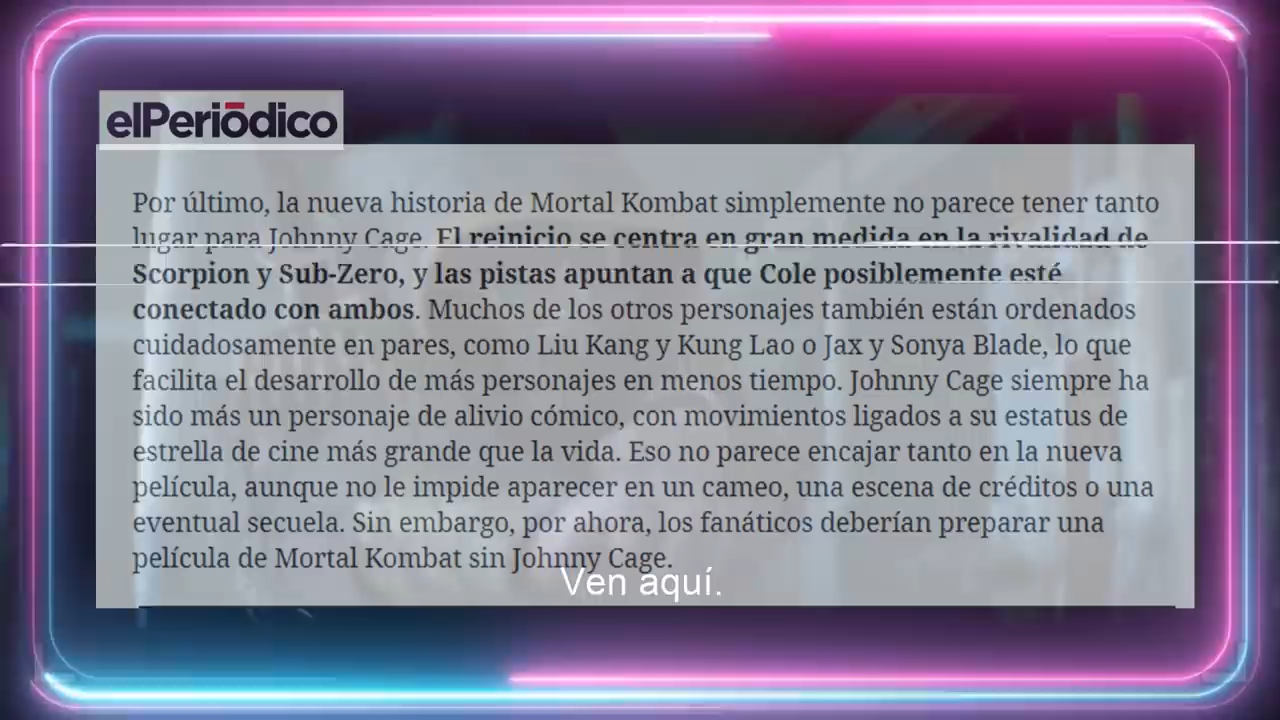 elPeriōdico
Por último, la nueva historia de Mortal Kombat simplemente no parece tener tanto
lugar para Johnny Cage. El reinicio se centra en gran medida en la rivalidad de
Scorpion y Sub-Zero, y las pistas apuntan a que Cole posiblemente esté
conectado con ambos. Muchos de los otros personajes también están ordenados
cuidadosamente en pares, como Liu Kang y Kung Lao o Jax y Sonya Blade, lo que
facilita el desarrollo de más personajes en menos tiempo. Johnny Cage siempre ha
sido más un personaje de alivio cómico, con movimientos ligados a su estatus de
estrella de cine más grande que la vida. Eso no parece encajar tanto en la nueva
película, aunque no le impide aparecer en un cameo, una escena de créditos o una
eventual secuela. Sin embargo, por ahora, los fanáticos deberían preparar una
película de Mortal Kombat sin Johnny Cage.
Ven aquí.